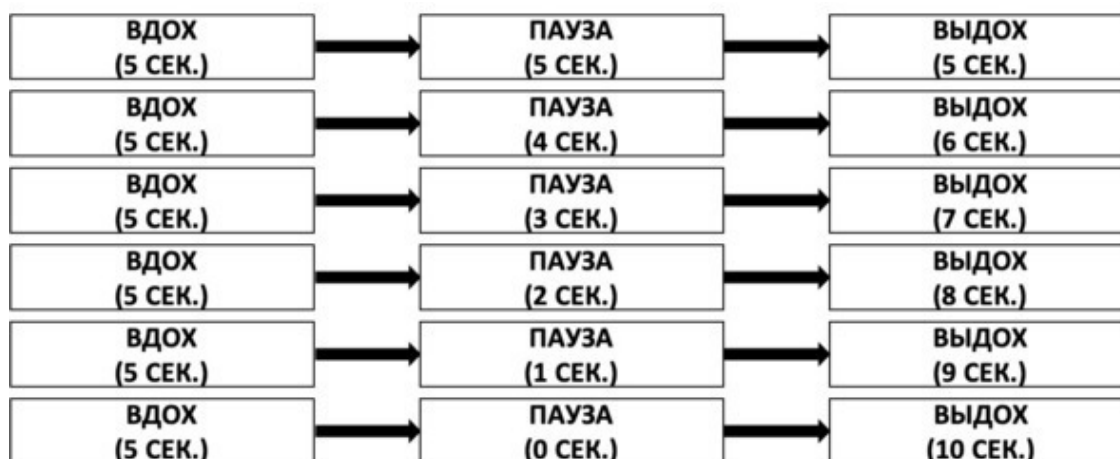 ВДОХ
(5 СЕК.)
ПАУЗА
(5 СЕК.)
ВЫДОХ
(5 СЕК.)
ВДОХ
(5 СЕК.)
ПАУЗА
(4 СЕК.)
ВЫДОХ
(6 СЕК.)
ВДОХ
(5 СЕК.)
ПАУЗА
(3 СЕК.)
ВЫДОХ
(7 СЕК.)
ВДОХ
(5 СЕК.)
ПАУЗА
(2 СЕК.)
ВЫДОХ
(8 СЕК.)
ВДОХ
(5 СЕК.)
ПАУЗА
(1 СЕК.)
ВЫДОХ
(9 СЕК.)
ВДОХ
(5 СЕК.)
ПАУЗА
(0 СЕК.)
ВЫДОХ
(10 СЕК.)